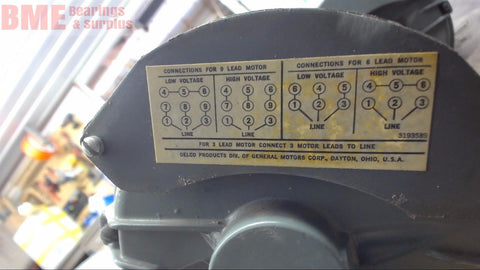 BME Bearings & Surplus
CONNECTIONS FOR 9 LEAD MOTOR
LOW VOLTAGE HIGH VOLTAGE
4 5 6 4 5 6
7 8 9 7 8 9
1 2 3 1 2 3
LINE LINE
CONNECTIONS FOR 6 LEAD MOTOR
LOW VOLTAGE HIGH VOLTAGE
6 4 5 4 5 6
1 2 3 1 2 3
LINE LINE
3193589
FOR 3 LEAD MOTOR CONNECT 3 MOTOR LEADS TO LINE
DELCO PRODUCTS DIV. OF GENERAL MOTORS CORP., DAYTON, OHIO, U.S.A.